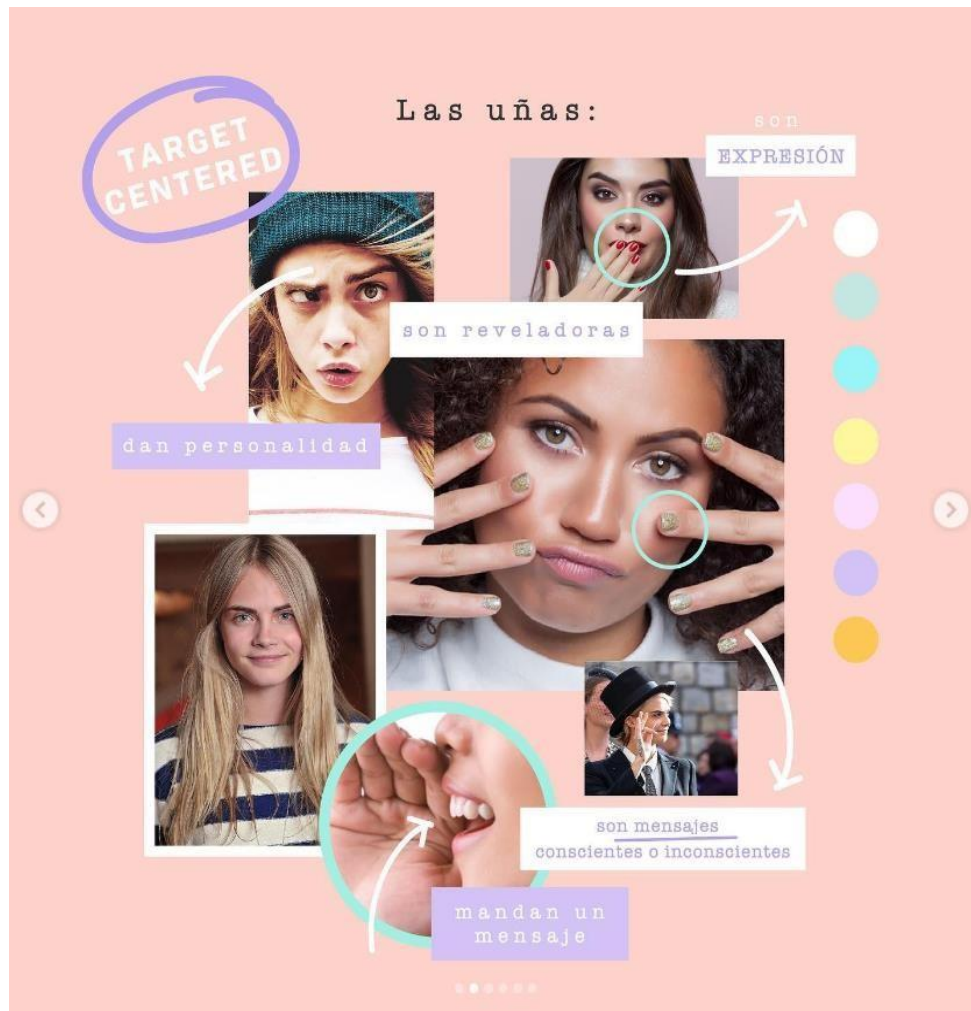 TARGET
CENTERED
Las uñas:
son
EXPRESIÓN
son reveladoras
dan personalidad
son mensajes
conscientes o inconscientes
mandan un
mensaje